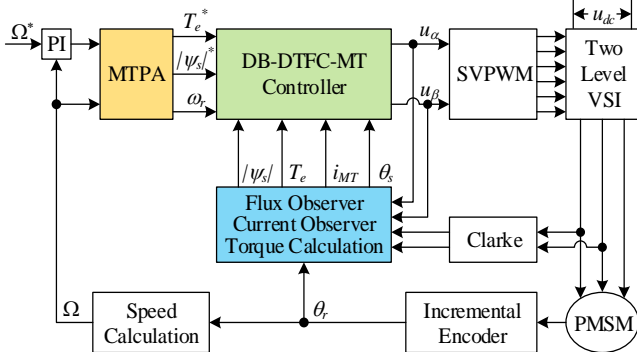 Ω*
PI
MTPA
T_e^*
|ψ_s|^*
ω_r
DB-DTFC-MT
Controller
u_α
u_β
SVPWM
u_dc
Two
Level
VSI
|ψ_s|
T_e
i_MT
θ_s
Flux Observer
Current Observer
Torque Calculation
Clarke
Ω
Speed
Calculation
θ_r
Incremental
Encoder
PMSM